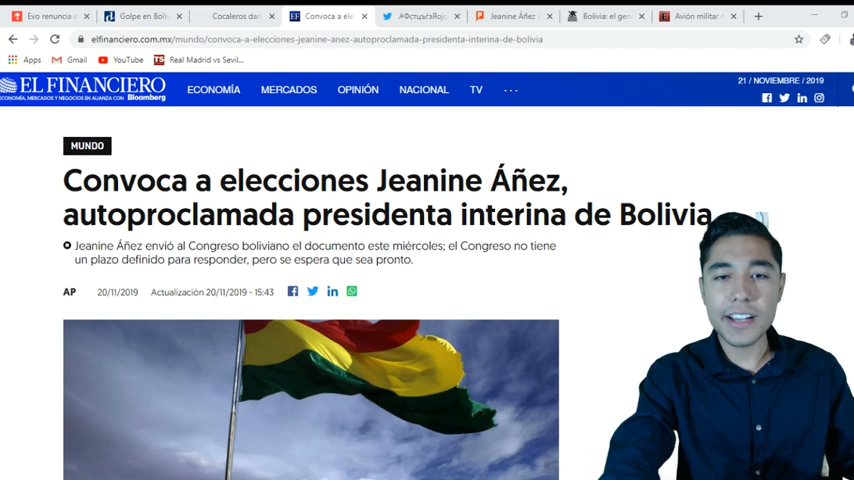 Evo renuncia a
Golpe en Boli
Cocaleros dan
Convoca a ele
Jeanine Áñez
Bolivia: el gen
Avión militar
elfinanciero.com.mx/mundo/convoca-a-elecciones-jeanine-anez-autoproclamada-presidenta-interina-de-bolivia
Apps
Gmail
YouTube
Real Madrid vs Sevil...
EL FINANCIERO
ECONOMÍA, MERCADOS Y NEGOCIOS EN ALIANZA CON Bloomberg
ECONOMÍA
MERCADOS
OPINIÓN
NACIONAL
TV
...
21 / NOVIEMBRE / 2019
MUNDO
Convoca a elecciones Jeanine Áñez,
autoproclamada presidenta interina de Bolivia
Jeanine Áñez envió al Congreso boliviano el documento este miércoles; el Congreso no tiene
un plazo definido para responder, pero se espera que sea pronto.
AP 20/11/2019 Actualización 20/11/2019 - 15:43